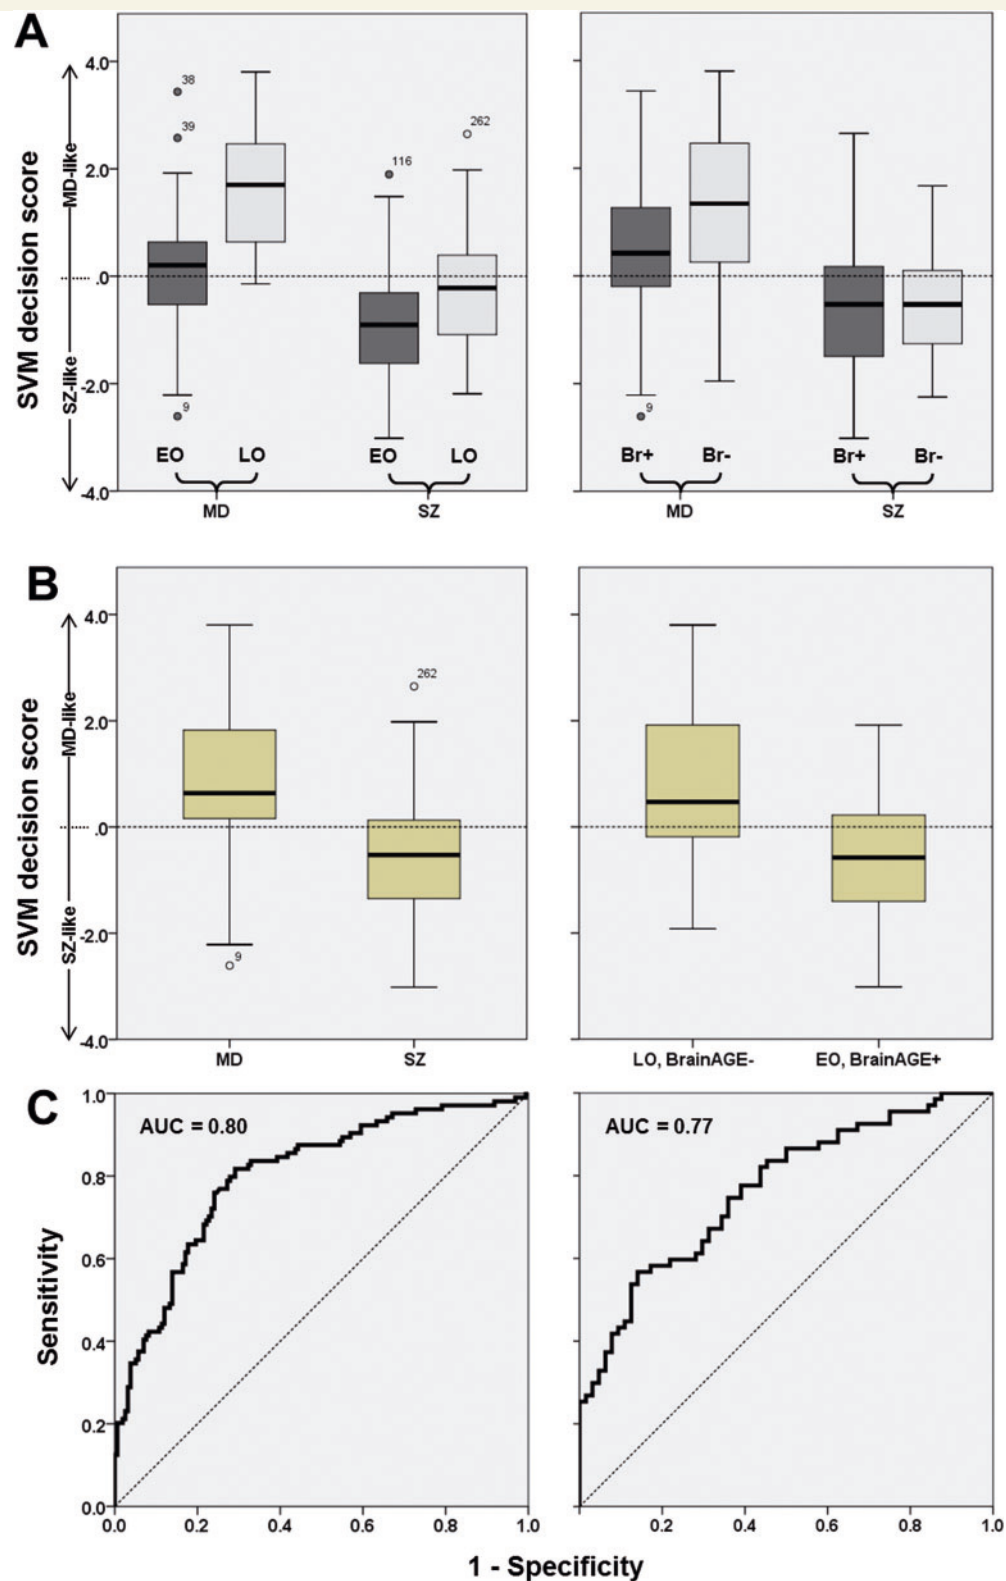 A
4.0
2.0
.0
-2.0
-4.0
SVM decision score
MD-like
SZ-like
38
39
9
116
262
EO
LO
EO
LO
MD
SZ
9
Br+
Br-
Br+
Br-
MD
SZ
B
4.0
2.0
.0
-2.0
-4.0
SVM decision score
MD-like
SZ-like
262
9
MD
SZ
LO, BrainAGE-
EO, BrainAGE+
C
1.0
0.8
0.6
0.4
0.2
0.0
Sensitivity
AUC = 0.80
AUC = 0.77
0.0
0.2
0.4
0.6
0.8
1.0
0.2
0.4
0.6
0.8
1.0
1 - Specificity